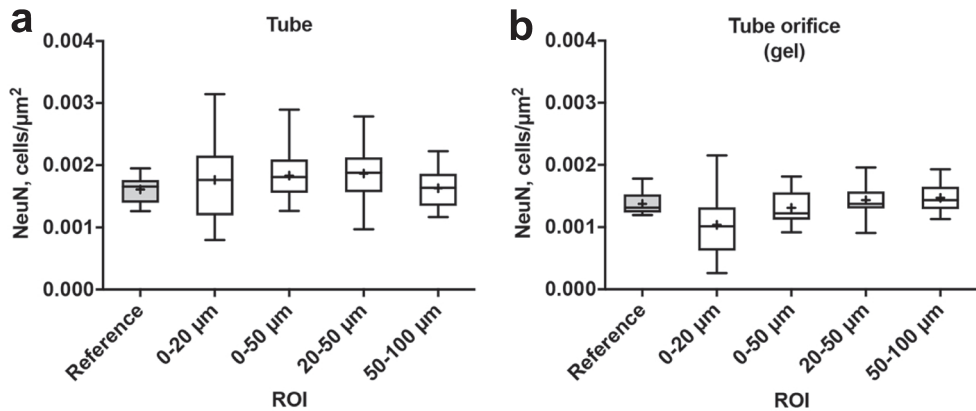 a
Tube
NeuN, cells/µm²
0.004
0.003
0.002
0.001
0.000
Reference
0-20 µm
0-50 µm
20-50 µm
50-100 µm
ROI
b
Tube orifice
(gel)
NeuN, cells/µm²
0.004
0.003
0.002
0.001
0.000
Reference
0-20 µm
0-50 µm
20-50 µm
50-100 µm
ROI